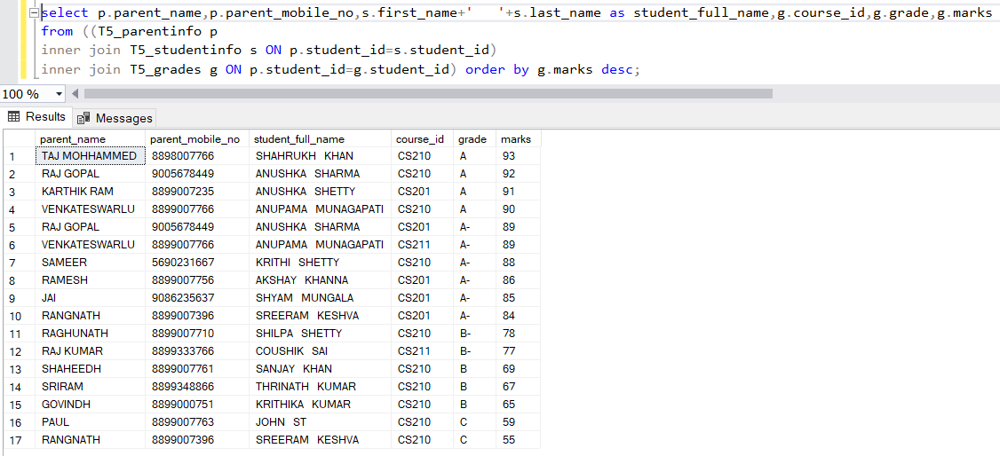 select p.parent_name,p.parent_mobile_no,s.first_name+'   '+s.last_name as student_full_name,g.course_id,g.grade,g.marks
from ((T5_parentinfo p
inner join T5_studentinfo s ON p.student_id=s.student_id)
inner join T5_grades g ON p.student_id=g.student_id) order by g.marks desc;
100 %
Results Messages
parent_name parent_mobile_no student_full_name course_id grade marks
1 TAJ MOHHAMMED 8898007766 SHAHRUKH   KHAN CS210 A 93
2 RAJ GOPAL 9005678449 ANUSHKA   SHARMA CS210 A 92
3 KARTHIK RAM 8899007235 ANUSHKA   SHETTY CS201 A 91
4 VENKATESWARLU 8899007766 ANUPAMA   MUNAGAPATI CS210 A 90
5 RAJ GOPAL 9005678449 ANUSHKA   SHARMA CS201 A- 89
6 VENKATESWARLU 8899007766 ANUPAMA   MUNAGAPATI CS211 A- 89
7 SAMEER 5690231667 KRITHI   SHETTY CS210 A- 88
8 RAMESH 8899007756 AKSHAY   KHANNA CS201 A- 86
9 JAI 9086235637 SHYAM   MUNGALA CS201 A- 85
10 RANGNATH 8899007396 SREERAM   KESHVA CS201 A- 84
11 RAGHUNATH 8899007710 SHILPA   SHETTY CS210 B- 78
12 RAJ KUMAR 8899333766 COUSHIK   SAI CS211 B- 77
13 SHAHEEDH 8899007761 SANJAY   KHAN CS210 B 69
14 SRIRAM 8899348866 THRINATH   KUMAR CS210 B 67
15 GOVINDH 8899000751 KRITHIKA   KUMAR CS210 B 65
16 PAUL 8899007763 JOHN   ST CS210 C 59
17 RANGNATH 8899007396 SREERAM   KESHVA CS210 C 55